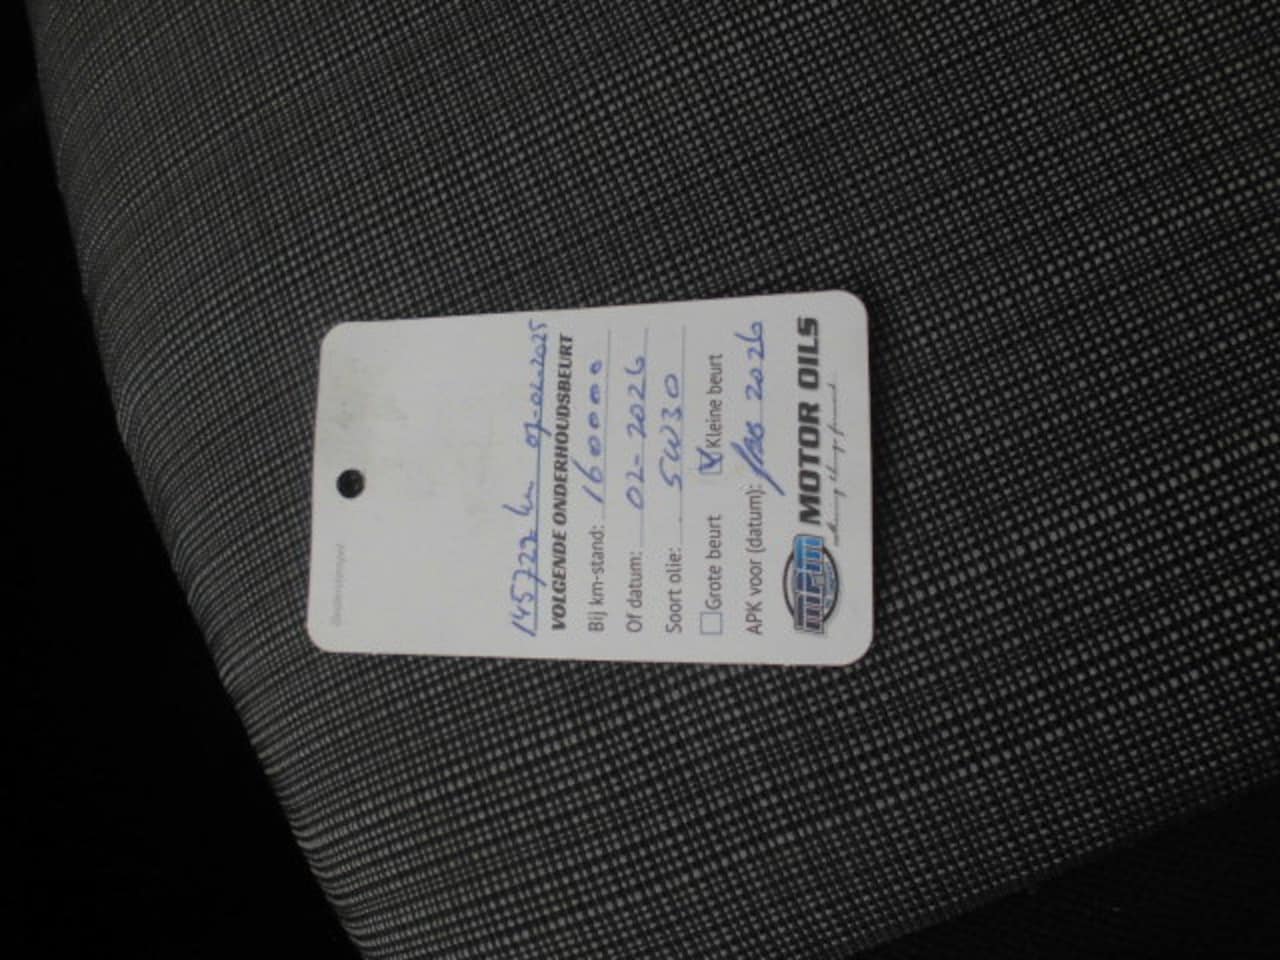 145722 km 07-02-2025
VOLGENDE ONDERHOUDSBEURT
Bij km-stand: 160000
Of datum: 02-2026
Soort olie: 5W30
Grote beurt Kleine beurt
APK voor (datum): 2026
MPM MOTOR OILS